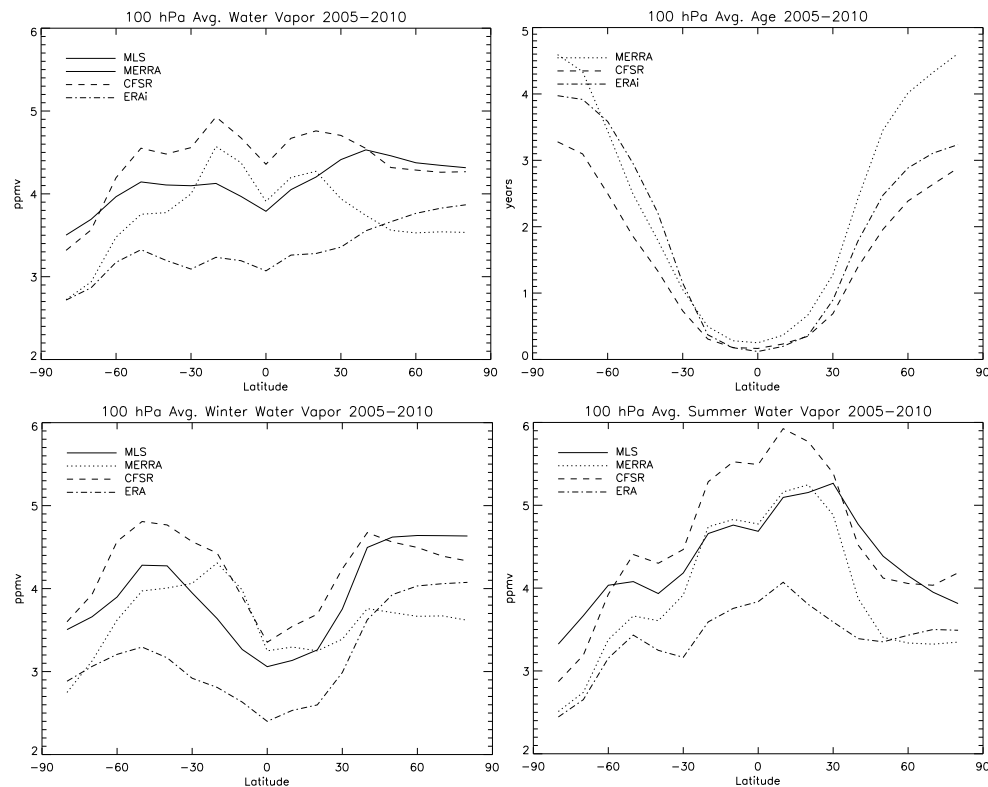 100 hPa Avg. Water Vapor 2005-2010
6
5
4
3
2
ppmv
MLS
MERRA
CFSR
ERAi
-90 -60 -30 0 30 60 90
Latitude
100 hPa Avg. Age 2005-2010
5
4
3
2
1
0
years
MERRA
CFSR
ERAi
-90 -60 -30 0 30 60 90
Latitude
100 hPa Avg. Winter Water Vapor 2005-2010
6
5
4
3
2
ppmv
MLS
MERRA
CFSR
ERA
-90 -60 -30 0 30 60 90
Latitude
100 hPa Avg. Summer Water Vapor 2005-2010
6
5
4
3
2
ppmv
MLS
MERRA
CFSR
ERA
-90 -60 -30 0 30 60 90
Latitude